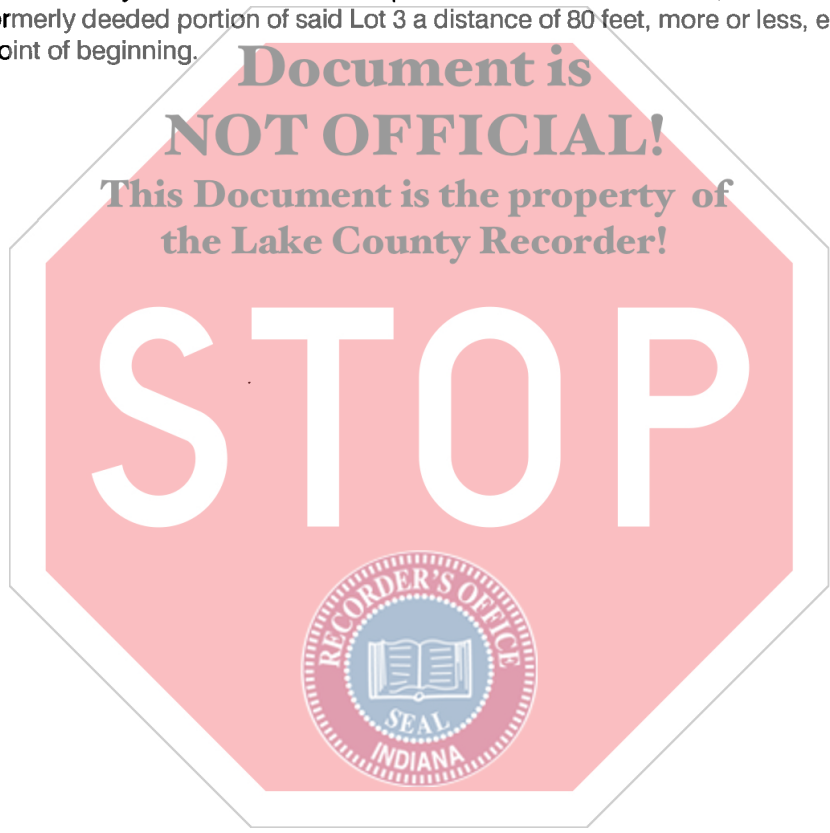 rmerly deeded portion of said Lot 3 a distance of 80 feet, more or less, e
oint of beginning.
Document is
NOT OFFICIAL!
This Document is the property of
the Lake County Recorder!
STOP
RECORDER'S OFFICE
SEAL
INDIANA